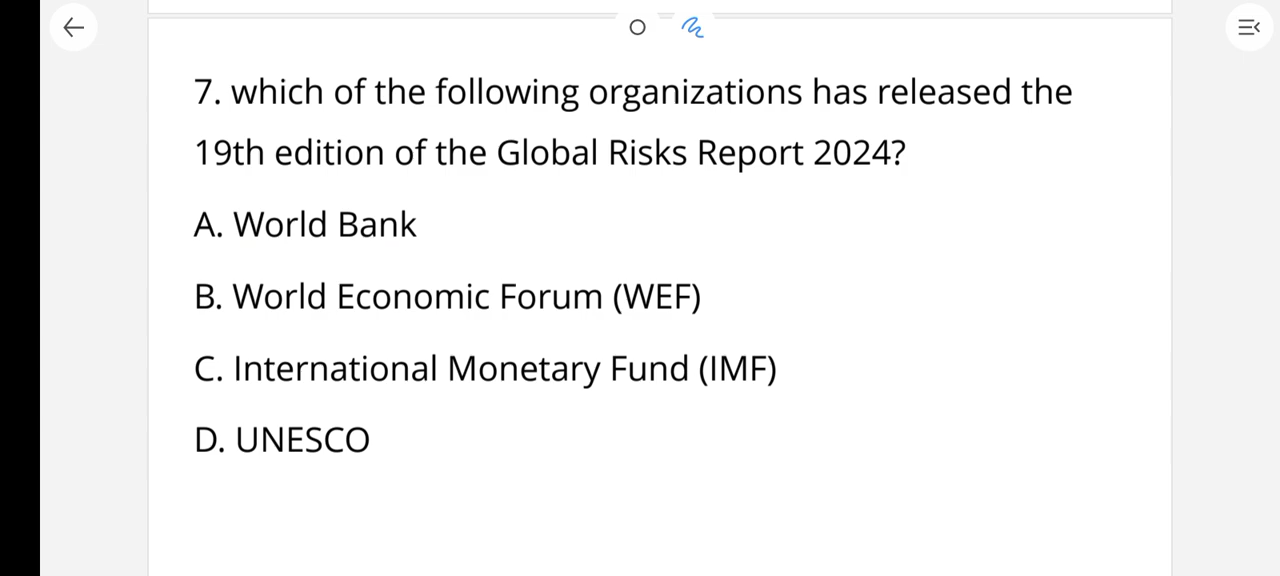 7. which of the following organizations has released the
19th edition of the Global Risks Report 2024?
A. World Bank
B. World Economic Forum (WEF)
C. International Monetary Fund (IMF)
D. UNESCO